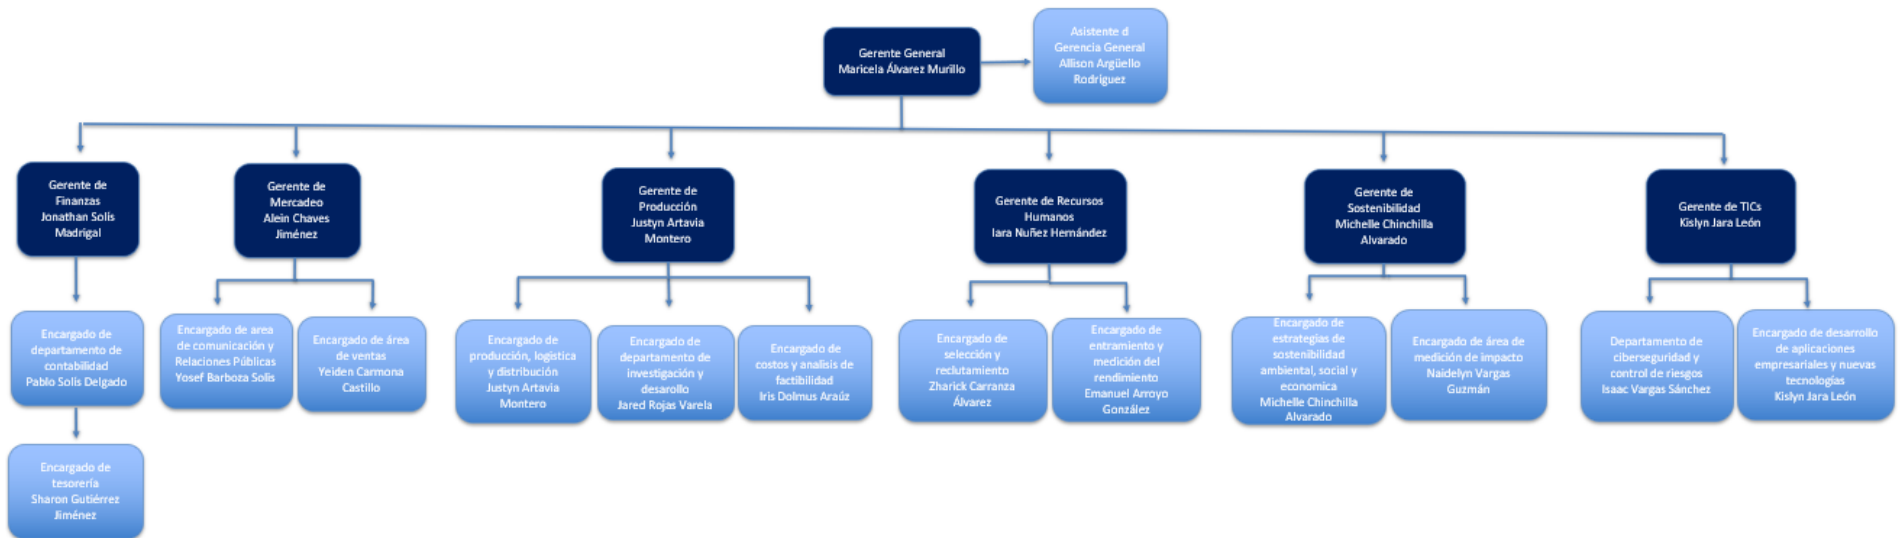 Gerente General
Maricela Álvarez Murillo
Asistente d
Gerencia General
Allison Argüello
Rodriguez
Gerente de
Finanzas
Jonathan Solis
Madrigal
Gerente de
Mercadeo
Alein Chaves
Jiménez
Gerente de
Producción
Justyn Artavia
Montero
Gerente de Recursos
Humanos
Iara Nuñez Hernández
Gerente de
Sostenibilidad
Michelle Chinchilla
Alvarado
Gerente de TICs
Kislyn Jara León
Encargado de
departamento de
contabilidad
Pablo Solis Delgado
Encargado de area
de comunicación y
Relaciones Públicas
Yosef Barboza Solis
Encargado de área
de ventas
Yeiden Carmona
Castillo
Encargado de
producción, logistica
y distribución
Justyn Artavia
Montero
Encargado de
departamento de
investigación y
desarollo
Jared Rojas Varela
Encargado de
costos y analisis de
factibilidad
Iris Dolmus Araúz
Encargado de
selección y
reclutamiento
Zharick Carranza
Álvarez
Encargado de
entramiento y
medición del
rendimiento
Emanuel Arroyo
González
Encargado de
estrategias de
sostenibilidad
ambiental, social y
economica
Michelle Chinchilla
Alvarado
Encargado de área de
medición de impacto
Naidelyn Vargas
Guzmán
Departamento de
ciberseguridad y
control de riesgos
Isaac Vargas Sánchez
Encargado de desarrollo
de aplicaciones
empresariales y nuevas
tecnologías
Kislyn Jara León
Encargado de
tesorería
Sharon Gutiérrez
Jiménez